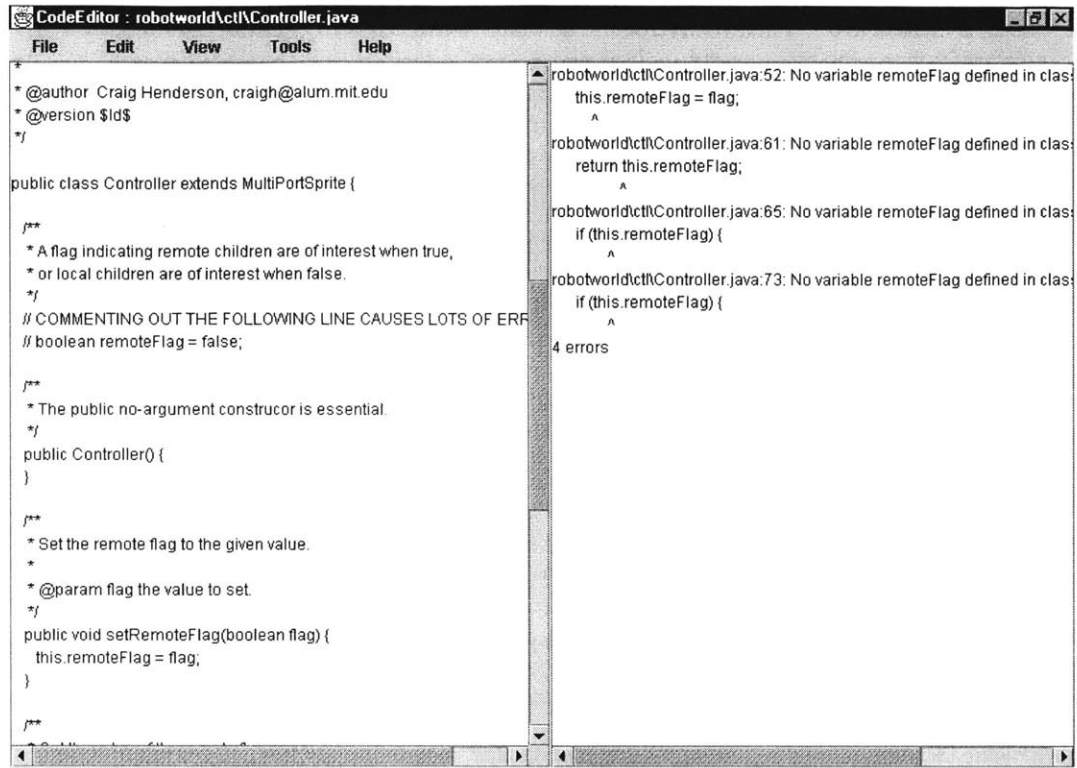 CodeEditor : robotworld\ctl\Controller.java
File Edit View Tools Help
*
* @author Craig Henderson, craigh@alum.mit.edu
* @version $Id$
*/
public class Controller extends MultiPortSprite {
/**
* A flag indicating remote children are of interest when true,
* or local children are of interest when false.
*/
// COMMENTING OUT THE FOLLOWING LINE CAUSES LOTS OF ERR
// boolean remoteFlag = false;
/**
* The public no-argument construcor is essential.
*/
public Controller() {
}
/**
* Set the remote flag to the given value.
*
* @param flag the value to set.
*/
public void setRemoteFlag(boolean flag) {
this.remoteFlag = flag;
}
/**
robotworld\ctl\Controller.java:52: No variable remoteFlag defined in clas
this.remoteFlag = flag;
^
robotworld\ctl\Controller.java:61: No variable remoteFlag defined in clas
return this.remoteFlag;
^
robotworld\ctl\Controller.java:65: No variable remoteFlag defined in clas
if (this.remoteFlag) {
^
robotworld\ctl\Controller.java:73: No variable remoteFlag defined in clas
if (this.remoteFlag) {
^
4 errors